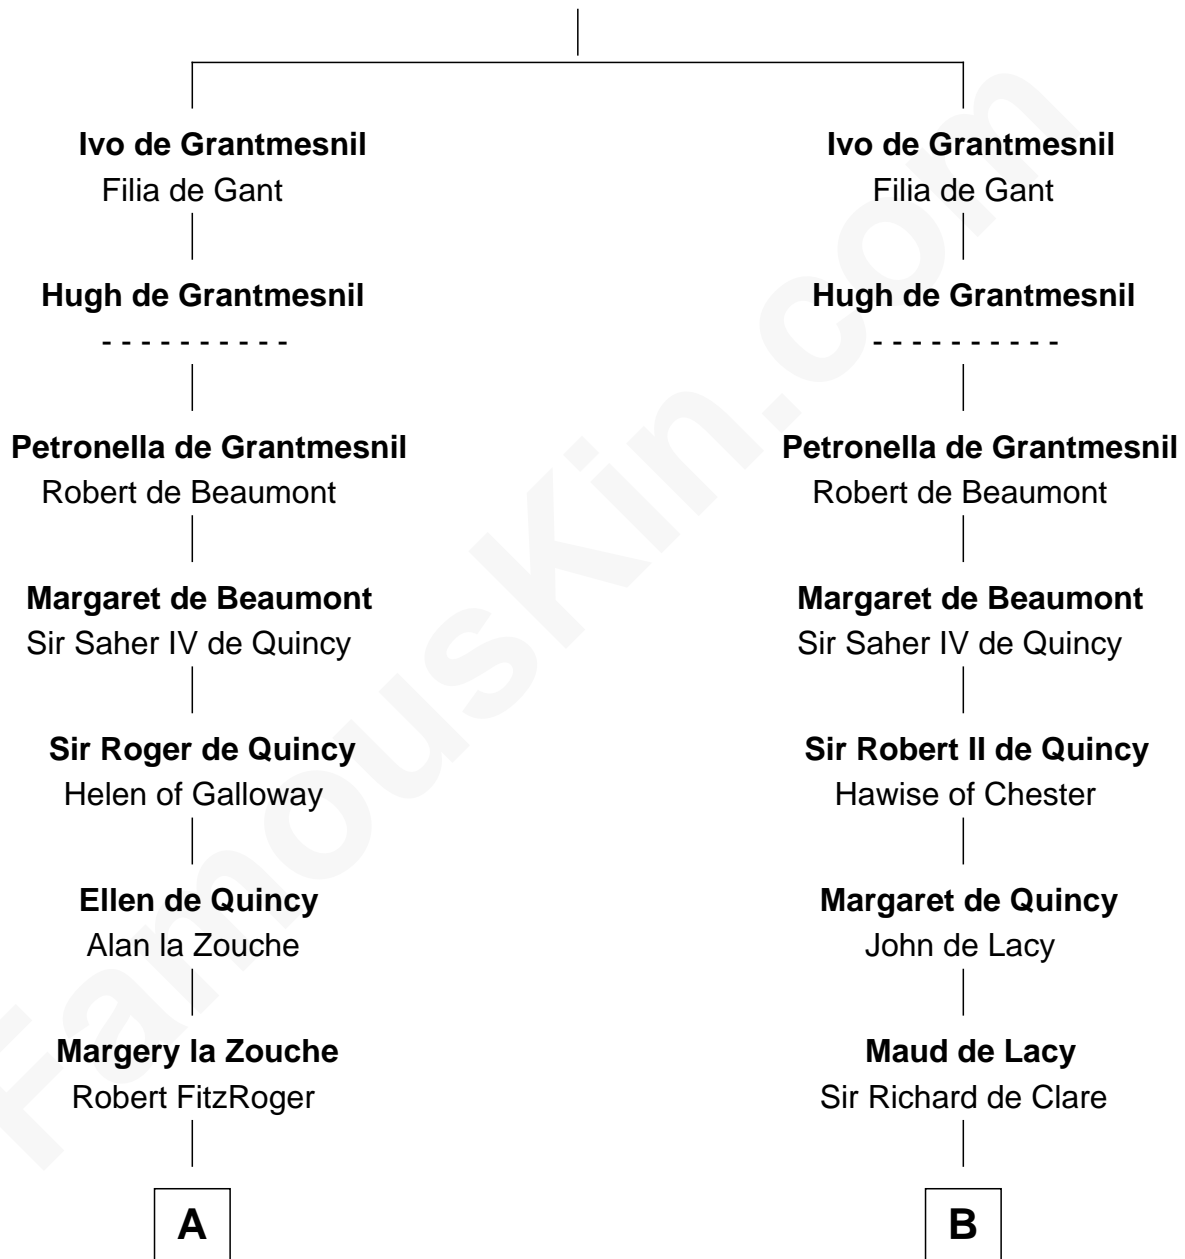 Ivo de Grantmesnil
Filia de Gant
Hugh de Grantmesnil
- - - - - - - - - -
Petronella de Grantmesnil
Robert de Beaumont
Margaret de Beaumont
Sir Saher IV de Quincy
Sir Roger de Quincy
Helen of Galloway
Ellen de Quincy
Alan la Zouche
Margery la Zouche
Robert FitzRoger
A
Ivo de Grantmesnil
Filia de Gant
Hugh de Grantmesnil
- - - - - - - - - -
Petronella de Grantmesnil
Robert de Beaumont
Margaret de Beaumont
Sir Saher IV de Quincy
Sir Robert II de Quincy
Hawise of Chester
Margaret de Quincy
John de Lacy
Maud de Lacy
Sir Richard de Clare
B
FamousKin.com